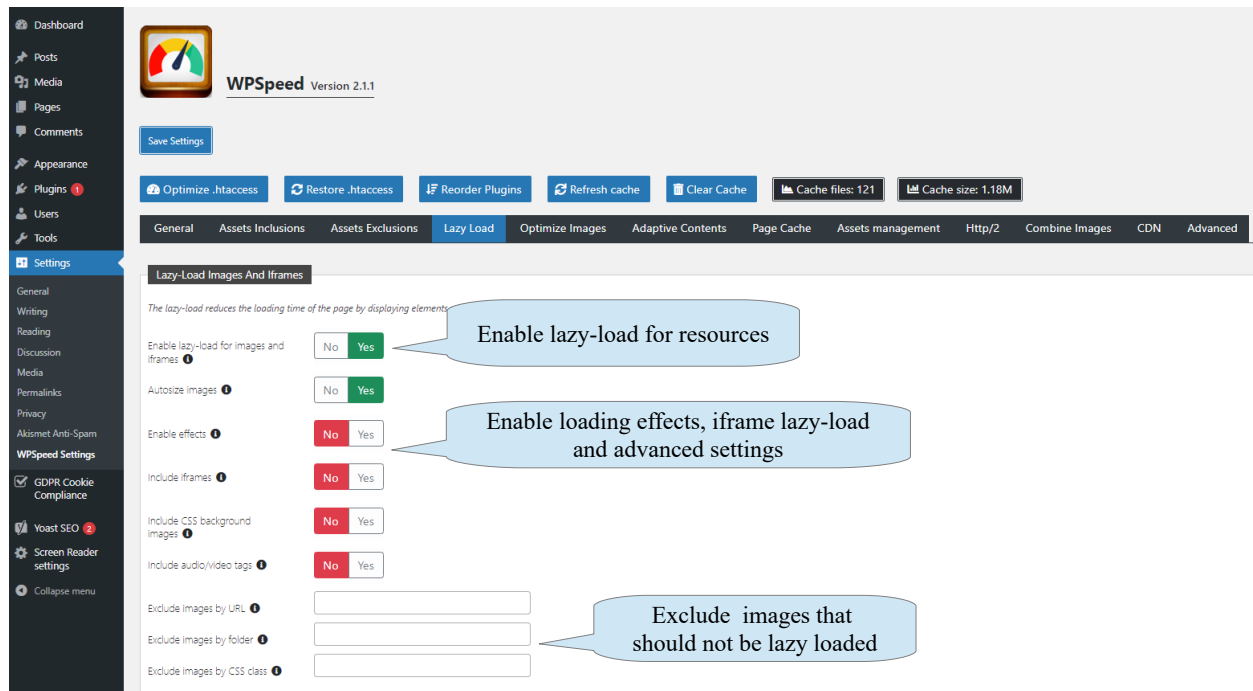 Dashboard
Posts
Media
Pages
Comments
Appearance
Plugins 1
Users
Tools
Settings
General
Writing
Reading
Discussion
Media
Permalinks
Privacy
Akismet Anti-Spam
WPSpeed Settings
GDPR Cookie
Compliance
Yoast SEO 2
Screen Reader
settings
Collapse menu
WPSpeed Version 2.1.1
Save Settings
Optimize .htaccess Restore .htaccess Reorder Plugins Refresh cache Clear Cache Cache files: 121 Cache size: 1.18M
General Assets Inclusions Assets Exclusions Lazy Load Optimize Images Adaptive Contents Page Cache Assets management Http/2 Combine Images CDN Advanced
Lazy-Load Images And Iframes
The lazy-load reduces the loading time of the page by displaying elements
Enable lazy-load for resources
Enable lazy-load for images and
iframes No Yes
Autosize images No Yes
Enable loading effects, iframe lazy-load
and advanced settings
Enable effects No Yes
Include iframes No Yes
Include CSS background
images No Yes
Include audio/video tags No Yes
Exclude images by URL
Exclude images that
should not be lazy loaded
Exclude images by folder
Exclude images by CSS class